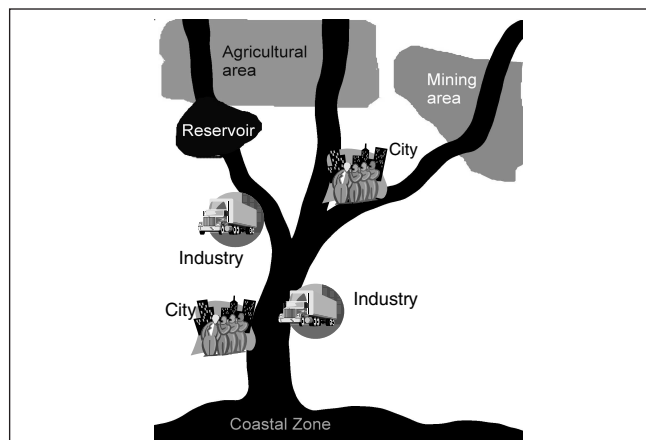 Agricultural
area
Mining
area
Reservoir
City
Industry
Industry
City
Coastal Zone